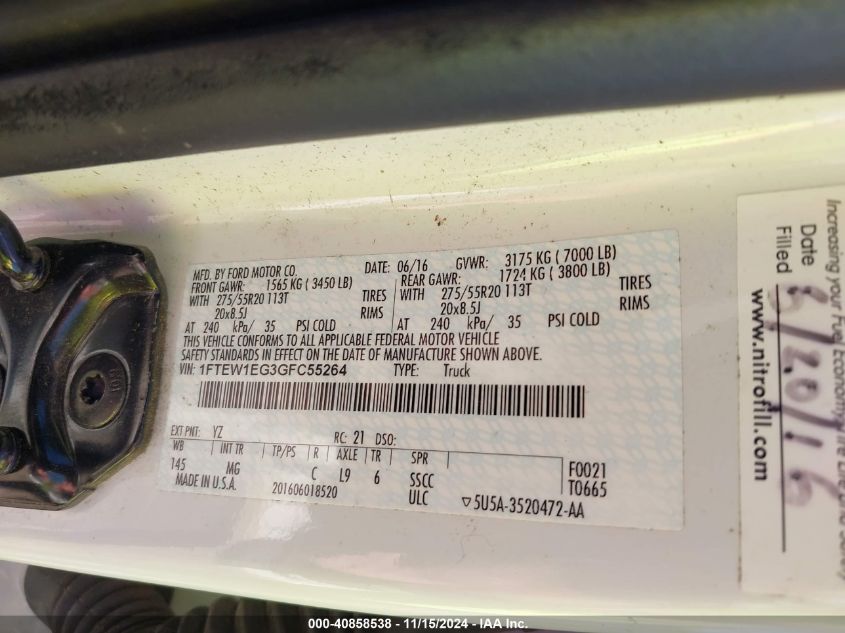 MFD. BY FORD MOTOR CO. DATE: 06/16 GVWR: 3175 KG ( 7000 LB)
FRONT GAWR: 1565 KG ( 3450 LB) REAR GAWR: 1724 KG ( 3800 LB)
WITH 275/55R20 113T TIRES WITH 275/55R20 113T TIRES
20x8.5J RIMS 20x8.5J RIMS
AT 240 kPa/ 35 PSI COLD AT 240 kPa/ 35 PSI COLD
THIS VEHICLE CONFORMS TO ALL APPLICABLE FEDERAL MOTOR VEHICLE
SAFETY STANDARDS IN EFFECT ON THE DATE OF MANUFACTURE SHOWN ABOVE.
VIN: 1FTEW1EG3GFC55264 TYPE: Truck
EXT PNT: YZ RC: 21 DSO:
WB INT TR TP/PS R AXLE TR SPR
145 MG C L9 6 SSCC F0021
MADE IN U.S.A. 201606018520 ULC T0665
5U5A-3520472-AA
Increasing your Fuel Economy
Safety
Date
Filled
www.nitrofill.com
000-40858538 - 11/15/2024 - IAA Inc.